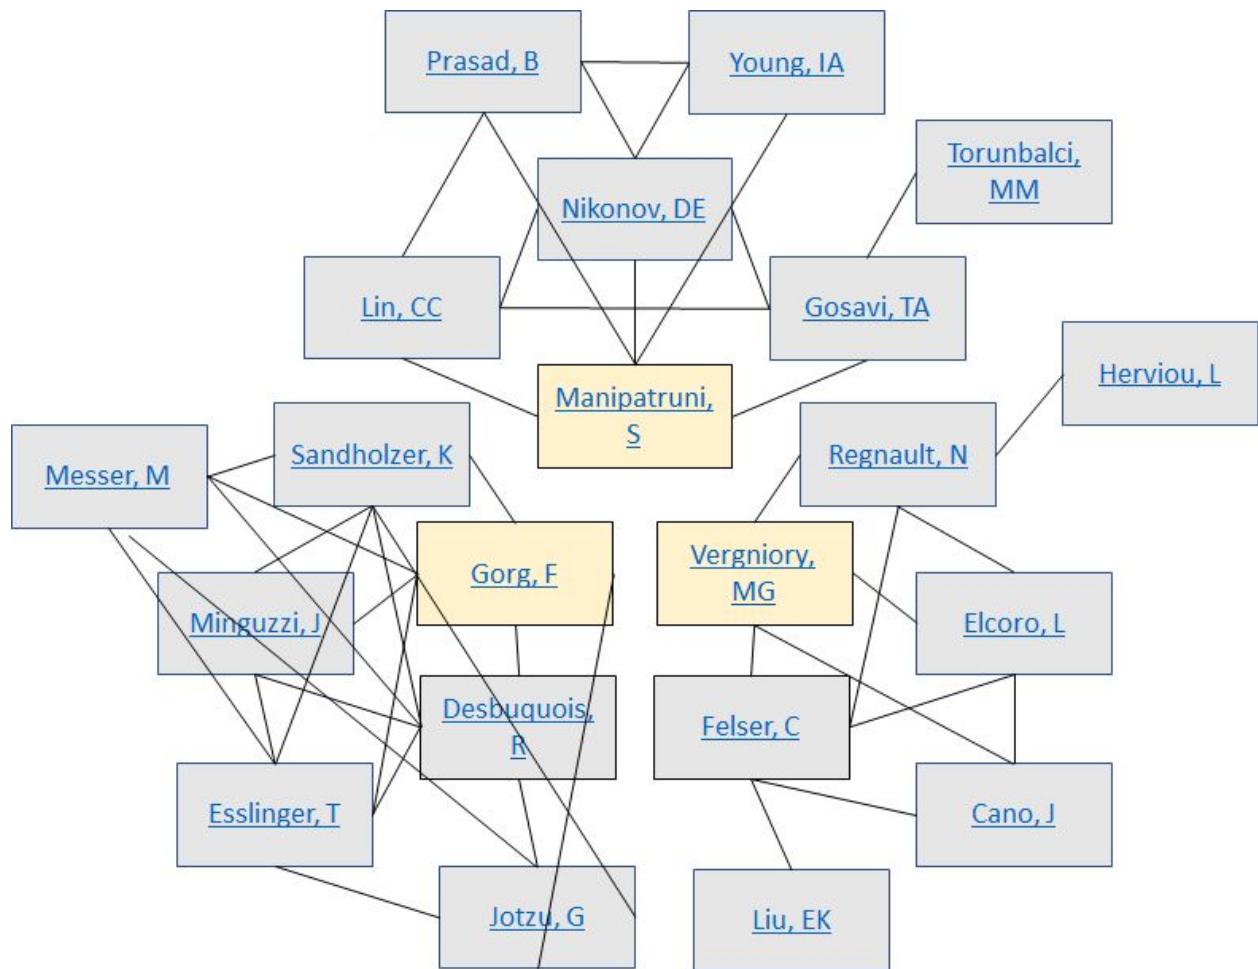 Prasad, B
Young, IA
Torunbalci,
MM
Nikonov, DE
Lin, CC
Gosavi, TA
Herviou, L
Manipatruni,
S
Sandholzer, K
Regnault, N
Messer, M
Gorg, F
Vergniory,
MG
Minguzzi, J
Elcoro, L
Desbuquois,
R
Felser, C
Esslinger, T
Cano, J
Jotzu, G
Liu, EK